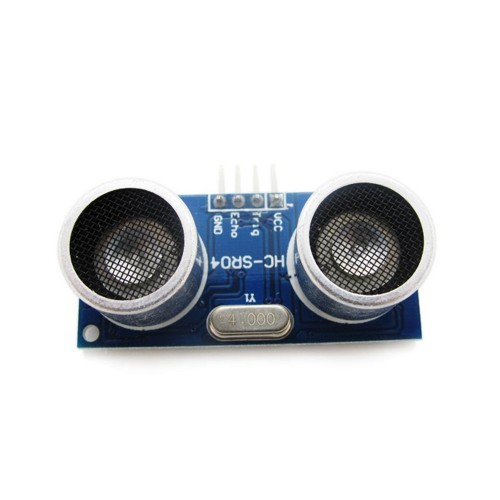 GND
Echo
Trig
VCC
HC-SR04
Y1
4.000